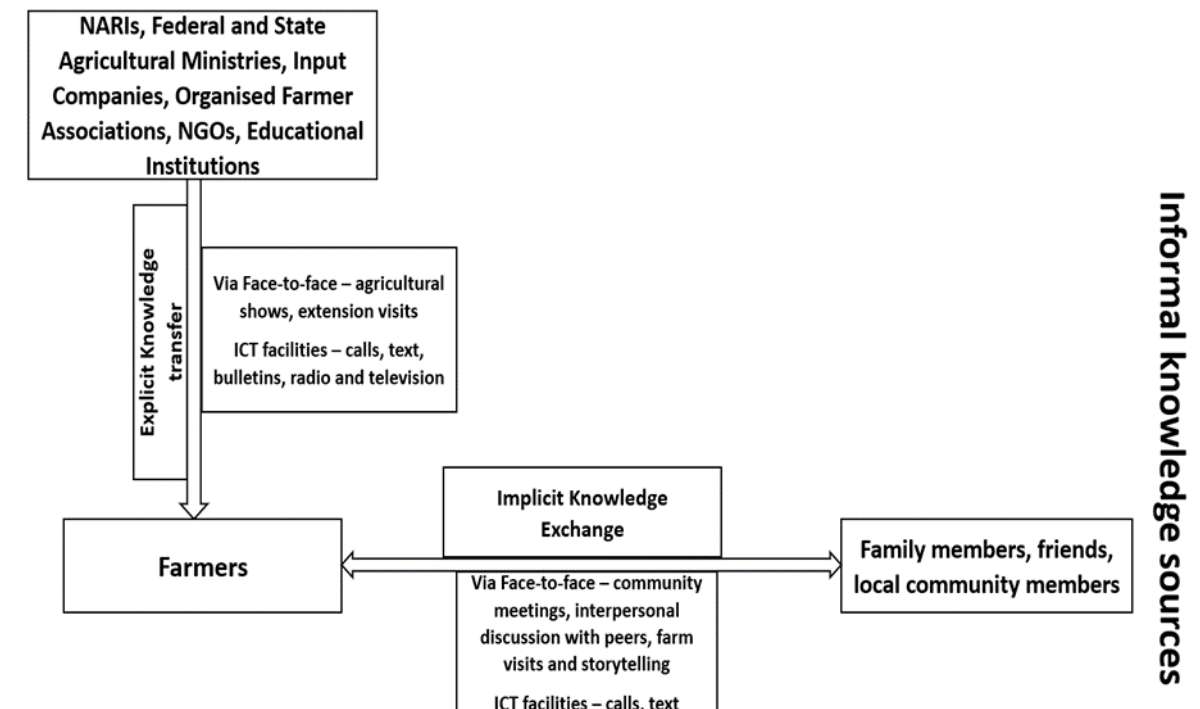 NARIs, Federal and State
Agricultural Ministries, Input
Companies, Organised Farmer
Associations, NGOs, Educational
Institutions
Explicit Knowledge
transfer
Via Face-to-face – agricultural
shows, extension visits
ICT facilities – calls, text,
bulletins, radio and television
Farmers
Implicit Knowledge
Exchange
Via Face-to-face – community
meetings, interpersonal
discussion with peers, farm
visits and storytelling
ICT facilities – calls, text
Family members, friends,
local community members
Informal knowledge sources